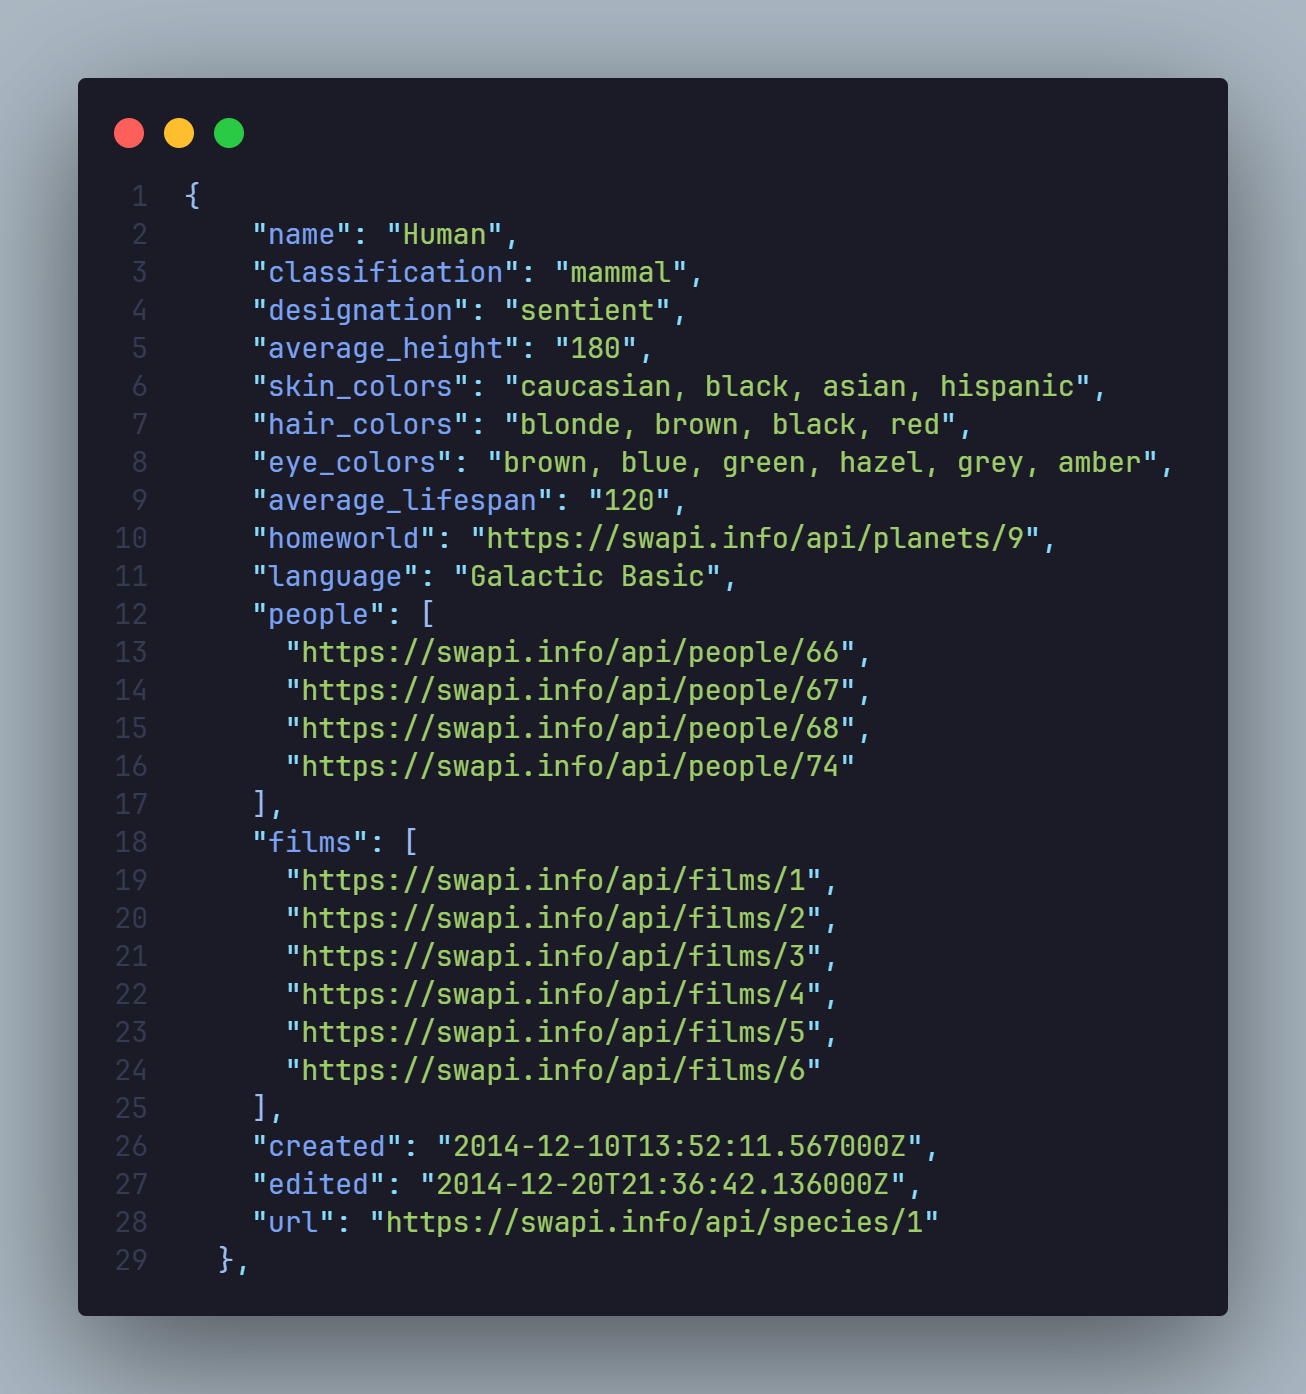 1 {
2     "name": "Human",
3     "classification": "mammal",
4     "designation": "sentient",
5     "average_height": "180",
6     "skin_colors": "caucasian, black, asian, hispanic",
7     "hair_colors": "blonde, brown, black, red",
8     "eye_colors": "brown, blue, green, hazel, grey, amber",
9     "average_lifespan": "120",
10     "homeworld": "https://swapi.info/api/planets/9",
11     "language": "Galactic Basic",
12     "people": [
13       "https://swapi.info/api/people/66",
14       "https://swapi.info/api/people/67",
15       "https://swapi.info/api/people/68",
16       "https://swapi.info/api/people/74"
17     ],
18     "films": [
19       "https://swapi.info/api/films/1",
20       "https://swapi.info/api/films/2",
21       "https://swapi.info/api/films/3",
22       "https://swapi.info/api/films/4",
23       "https://swapi.info/api/films/5",
24       "https://swapi.info/api/films/6"
25     ],
26     "created": "2014-12-10T13:52:11.567000Z",
27     "edited": "2014-12-20T21:36:42.136000Z",
28     "url": "https://swapi.info/api/species/1"
29   },